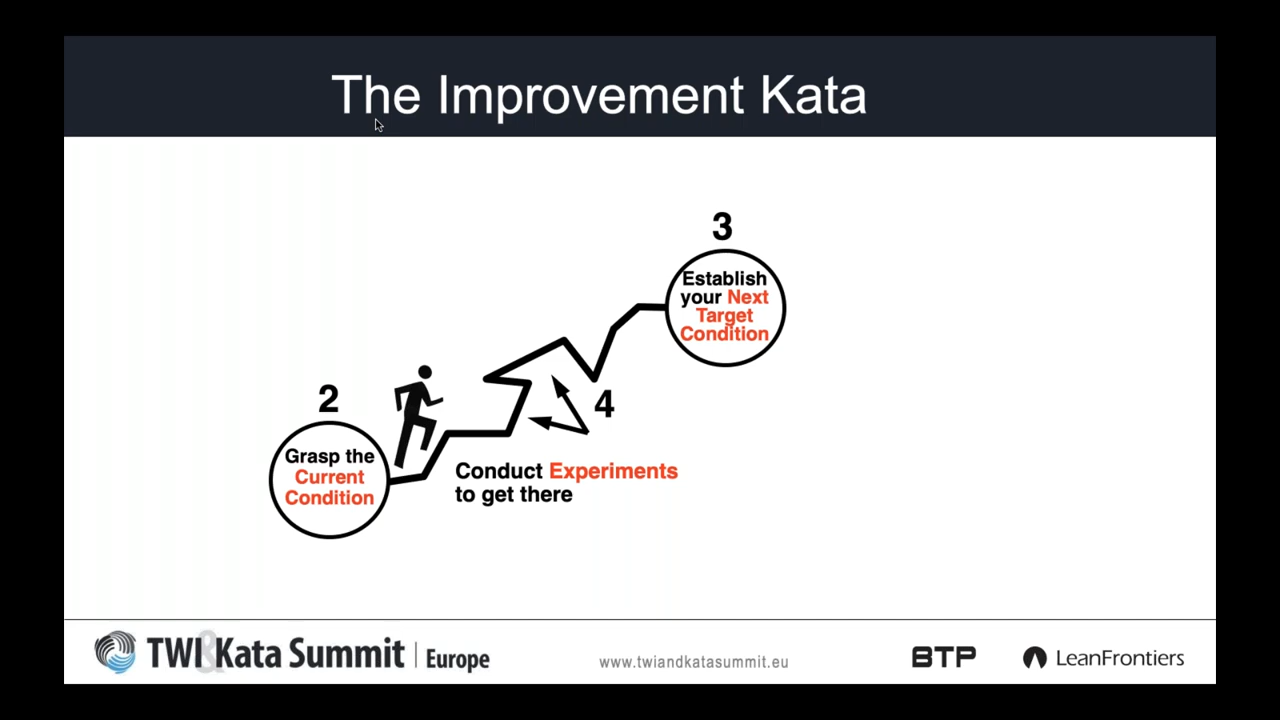 The Improvement Kata
3
Establish
your Next
Target
Condition
2
Grasp the
Current
Condition
4
Conduct Experiments
to get there
TWI&Kata Summit | Europe
www.twiandkatasummit.eu
BTP
LeanFrontiers